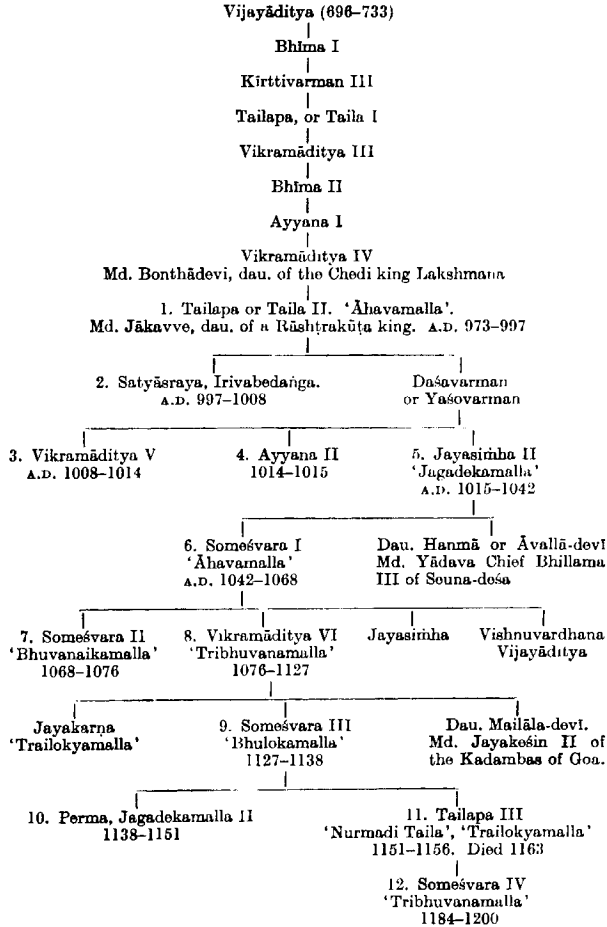 Vijayāditya (696–733)
Bhīma I
Kīrttivarman III
Tailapa, or Taila I
Vikramāditya III
Bhīma II
Ayyana I
Vikramāditya IV
Md. Bonthādevi, dau. of the Chedi king Lakshmana
1. Tailapa or Taila II. ‘Āhavamalla’.
Md. Jākavve, dau. of a Rāshṭrakūṭa king. A.D. 973–997
2. Satyāsraya, Irivabedaṅga.
A.D. 997–1008
Daśavarman
or Yaśovarman
3. Vikramāditya V
A.D. 1008–1014
4. Ayyana II
1014–1015
5. Jayasiṁha II
‘Jagadekamalla’
A.D. 1015–1042
6. Someśvara I
‘Āhavamalla’
A.D. 1042–1068
Dau. Hanmā or Āvallā-devī
Md. Yādava Chief Bhillama
III of Seuna-deśa
7. Someśvara II
‘Bhuvanaikamalla’
1068–1076
8. Vikramāditya VI
‘Tribhuvanamalla’
1076–1127
Jayasiṁha
Vishnuvardhana
Vijayāditya
Jayakarṇa
‘Trailokyamalla’
9. Someśvara III
‘Bhulokamalla’
1127–1138
Dau. Mailāla-devī.
Md. Jayakeśin II of
the Kadambas of Goa.
10. Perma, Jagadekamalla II
1138–1151
11. Tailapa III
‘Nurmadi Taila’, ‘Trailokyamalla’
1151–1156. Died 1163
12. Someśvara IV
‘Tribhuvanamalla’
1184–1200